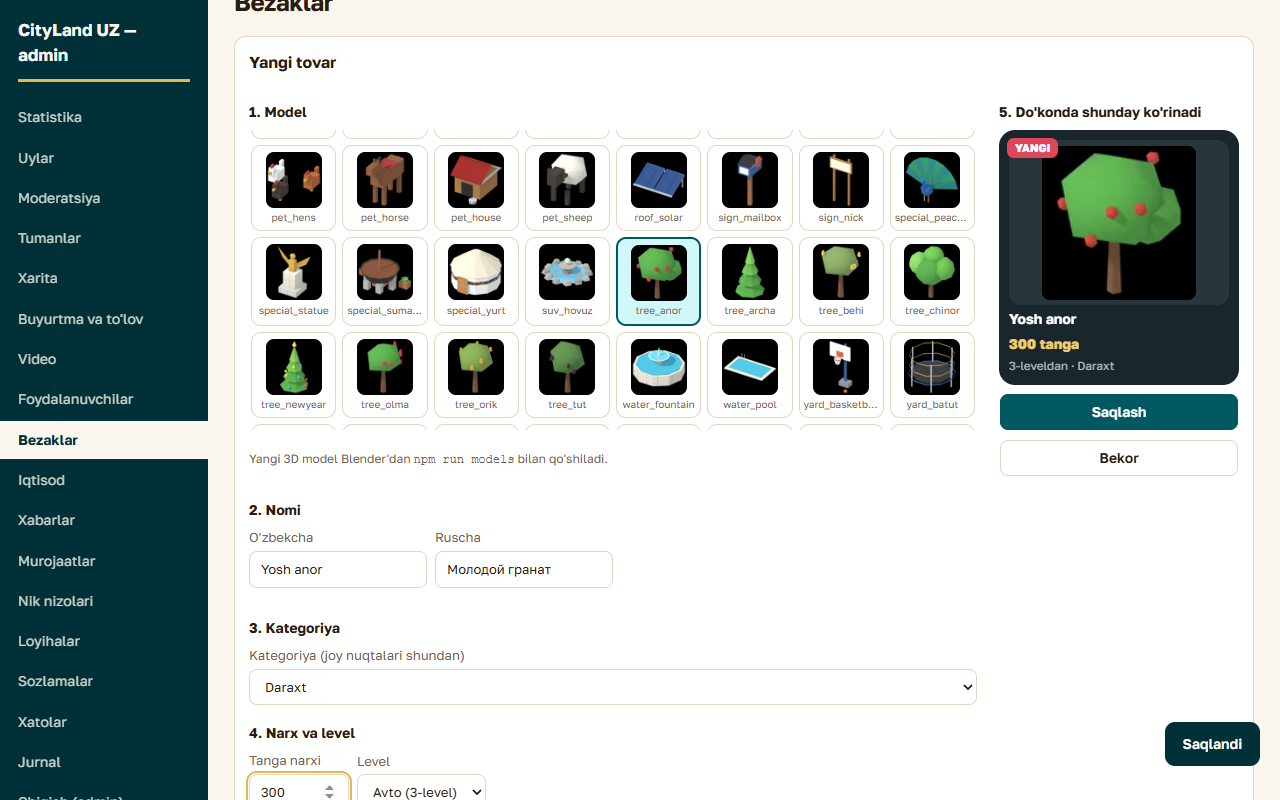 CityLand UZ —
admin
Statistika
Uylar
Moderatsiya
Tumanlar
Xarita
Buyurtma va to'lov
Video
Foydalanuvchilar
Bezaklar
Iqtisod
Xabarlar
Murojaatlar
Nik nizolari
Loyihalar
Sozlamalar
Xatolar
Jurnal
Chiqish (admin)
Bezaklar
Yangi tovar
1. Model
pet_hens pet_horse pet_house pet_sheep roof_solar sign_mailbox sign_nick special_peac...
special_statue special_suma... special_yurt suv_hovuz tree_anor tree_archa tree_behi tree_chinor
tree_newyear tree_olma tree_orik tree_tut water_fountain water_pool yard_basketb... yard_batut
Yangi 3D model Blender'dan npm run models bilan qo'shiladi.
2. Nomi
O'zbekcha Ruscha
Yosh anor Молодой гранат
3. Kategoriya
Kategoriya (joy nuqtalari shundan)
Daraxt
4. Narx va level
Tanga narxi Level
300 Avto (3-level)
5. Do'konda shunday ko'rinadi
YANGI
Yosh anor
300 tanga
3-leveldan · Daraxt
Saqlash
Bekor
Saqlandi